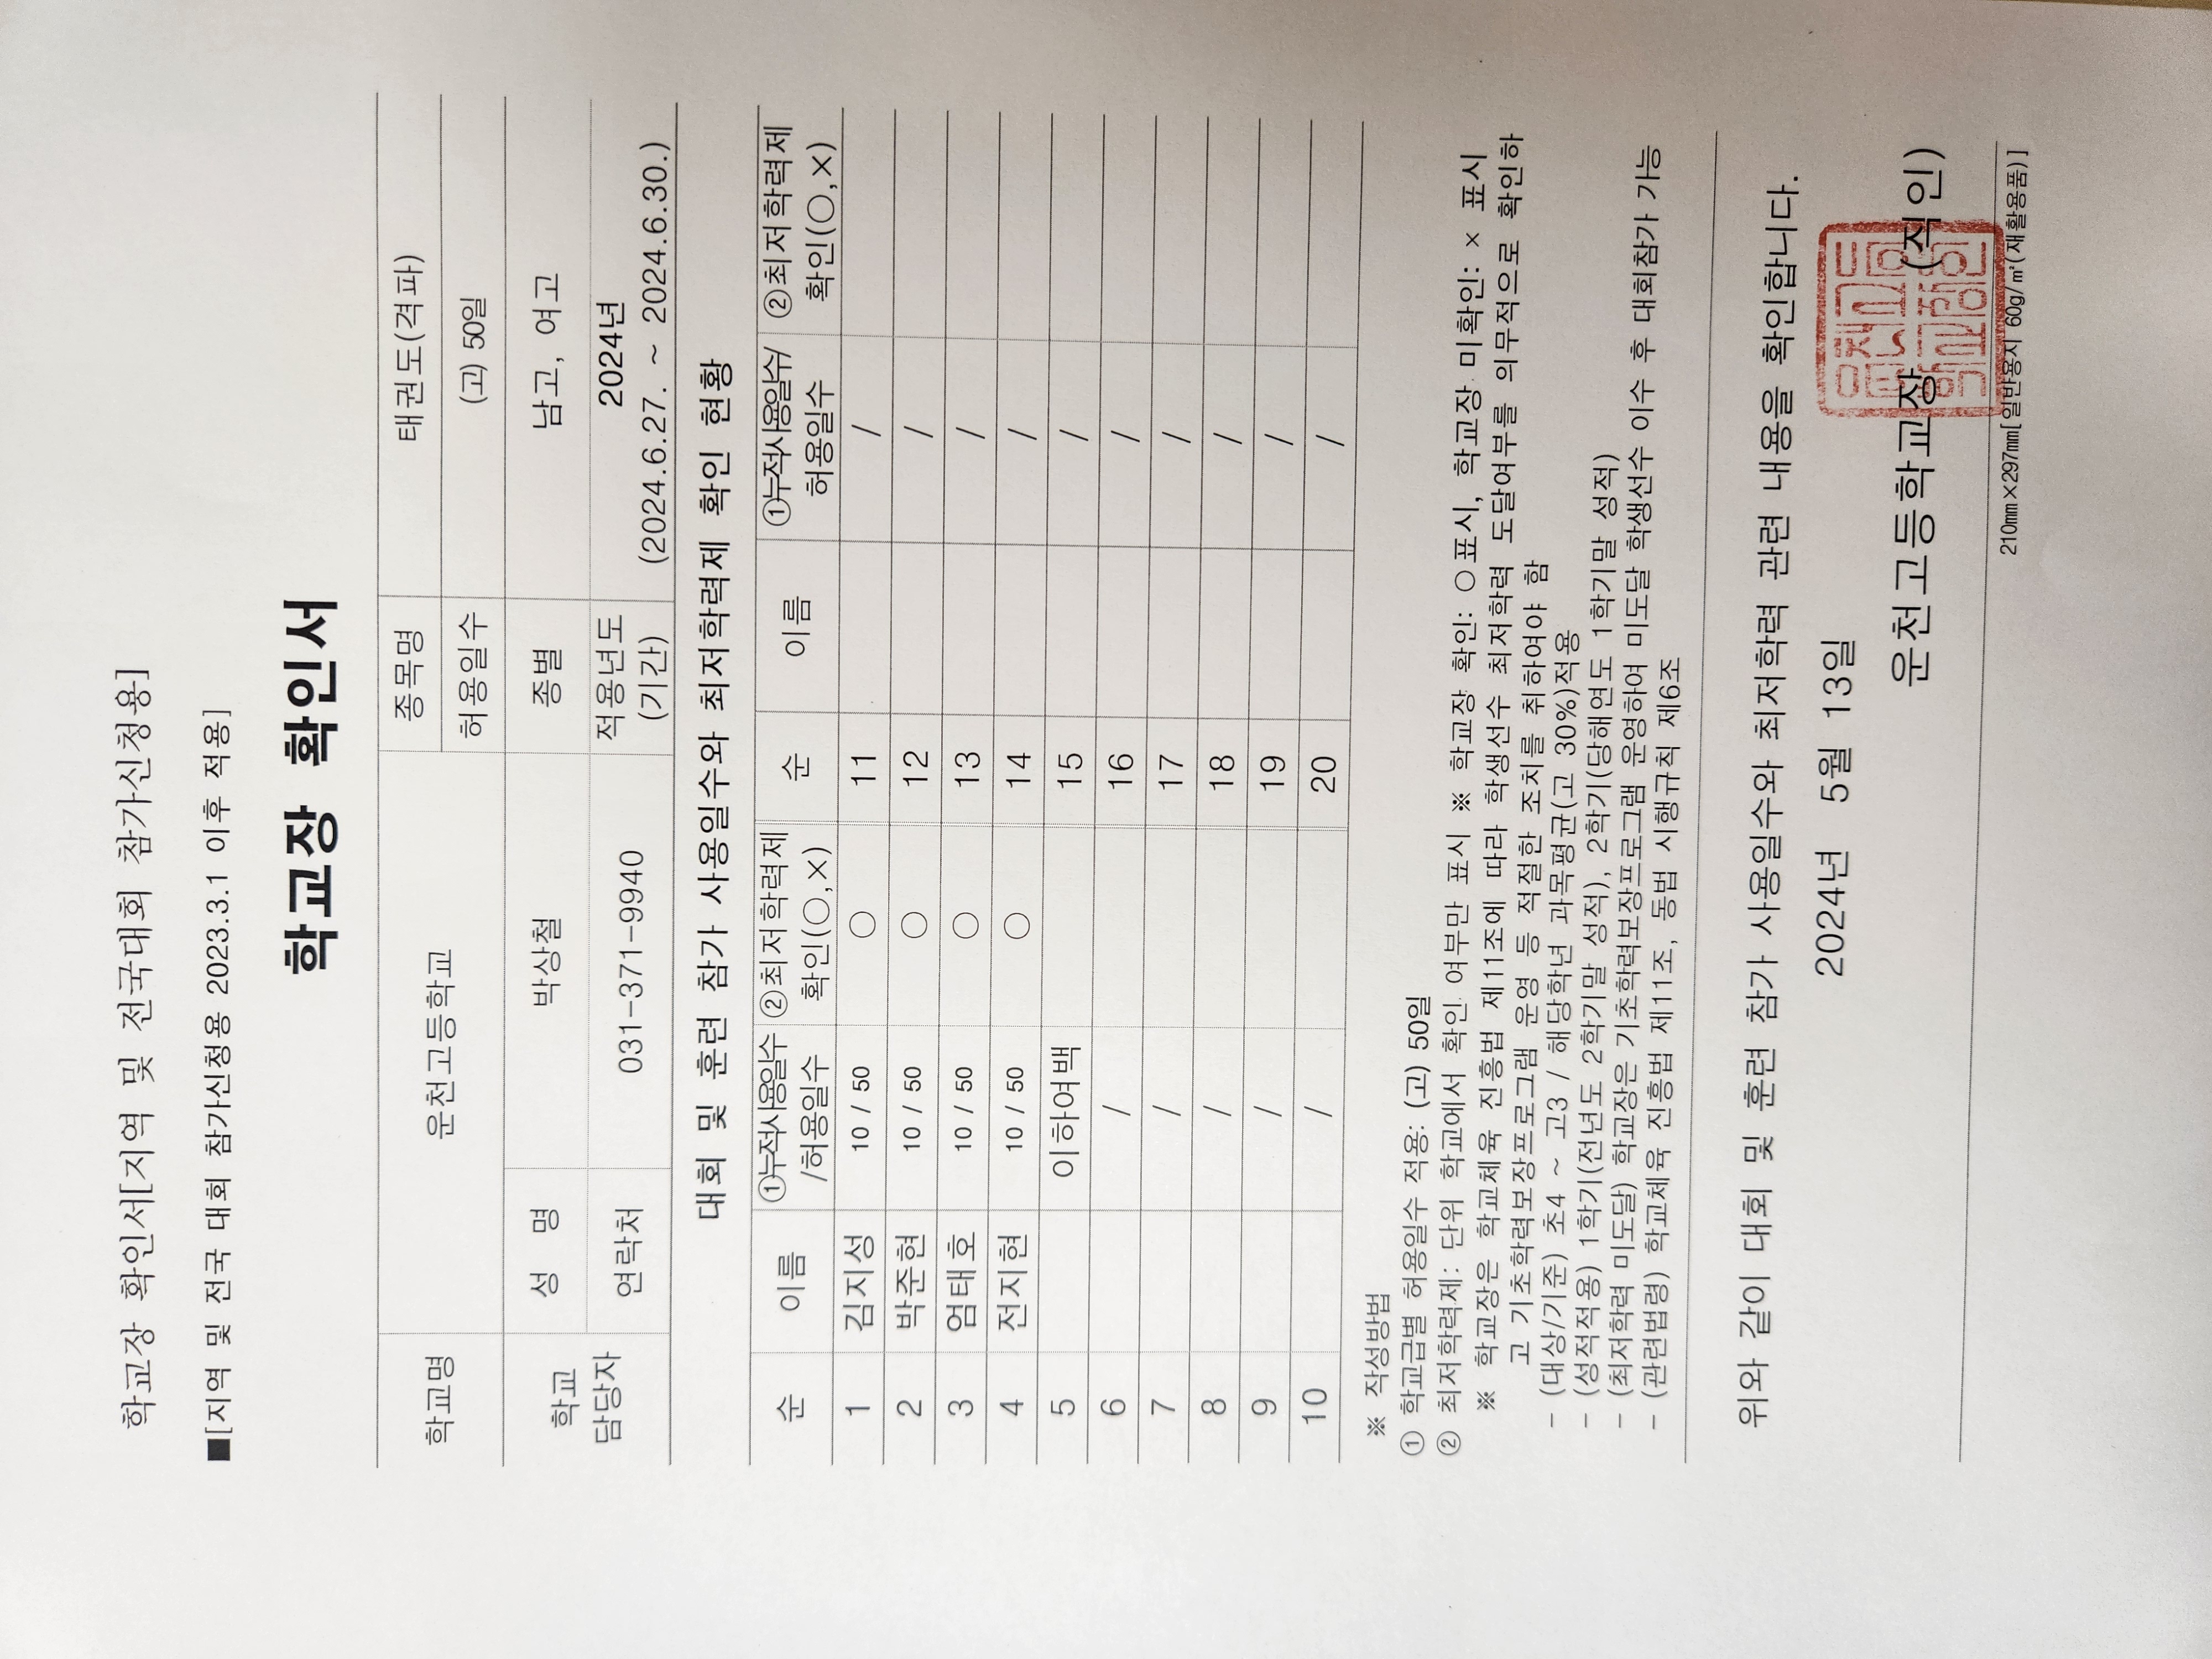 학교장 확인서[지역 및 전국대회 참가신청용]
■[지역 및 전국 대회 참가신청용 2023.3.1 이후 적용]
학교장 확인서
학교명 운천고등학교 종목명 태권도(격파)
허용일수 (고) 50일
학교 담당자 성 명 박상철 종별 남고, 여고
연락처 031-371-9940 적용년도 (기간) 2024년
(2024.6.27. ~ 2024.6.30.)
대회 및 훈련 참가 사용일수와 최저학력제 확인 현황
순 이름 ①누적사용일수 /허용일수 ②최저학력제 확인(○,×) 순 이름 ①누적사용일수/ 허용일수 ②최저학력제 확인(○,×)
1 김지성 10 / 50 ○ 11 /
2 박준현 10 / 50 ○ 12 /
3 엄태호 10 / 50 ○ 13 /
4 전지현 10 / 50 ○ 14 /
5 이하여백 15 /
6 / 16 /
7 / 17 /
8 / 18 /
9 / 19 /
10 / 20 /
※ 작성방법
① 학교급별 허용일수 적용: (고) 50일
② 최저학력제: 단위 학교에서 확인 여부만 표시 ※ 학교장 확인: ○표시, 학교장 미확인: × 표시
※ 학교장은 학교체육 진흥법 제11조에 따라 학생선수 최저학력 도달여부를 의무적으로 확인하
고 기초학력보장프로그램 운영 등 적절한 조치를 취하여야 함
- (대상/기준) 초4 ~ 고3 / 해당학년 과목평균(고 30%)적용
- (성적적용) 1학기(전년도 2학기말 성적), 2학기(당해연도 1학기말 성적)
- (최저학력 미도달) 학교장은 기초학력보장프로그램 운영하여 미도달 학생선수 이수 후 대회참가 가능
- (관련법령) 학교체육 진흥법 제11조, 동법 시행규칙 제6조
위와 같이 대회 및 훈련 참가 사용일수와 최저학력 관련 내용을 확인합니다.
2024년 5월 13일
운천고등학교장 (직인)
210㎜×297㎜[일반용지 60g/㎡(재활용품)]